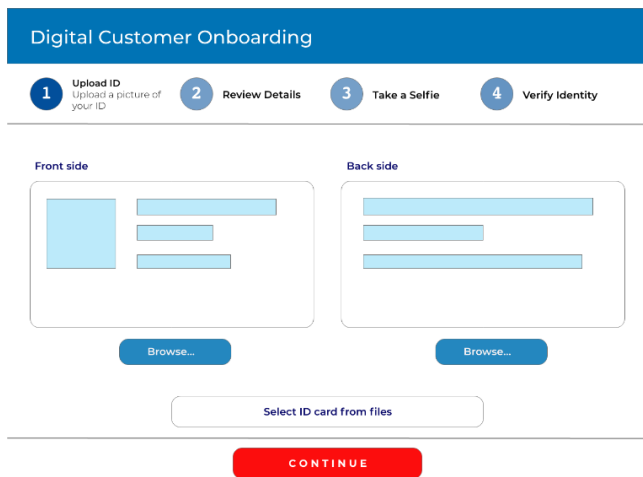 Digital Customer Onboarding
1
Upload ID
Upload a picture of
your ID
2
Review Details
3
Take a Selfie
4
Verify Identity
Front side
Back side
Browse...
Browse...
Select ID card from files
CONTINUE